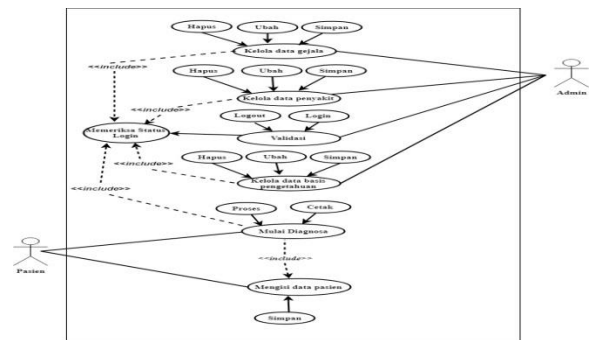 Hapus
Ubah
Simpan
Kelola data gejala
<<include>>
Hapus
Ubah
Simpan
Kelola data penyakit
Admin
<<include>>
Logout
Login
Memeriksa Status
Login
Validasi
Hapus
Ubah
Simpan
<<include>>
Kelola data basis
pengetahuan
<<include>>
Proses
Cetak
Mulai Diagnosa
<<include>>
Pasien
Mengisi data pasien
Simpan